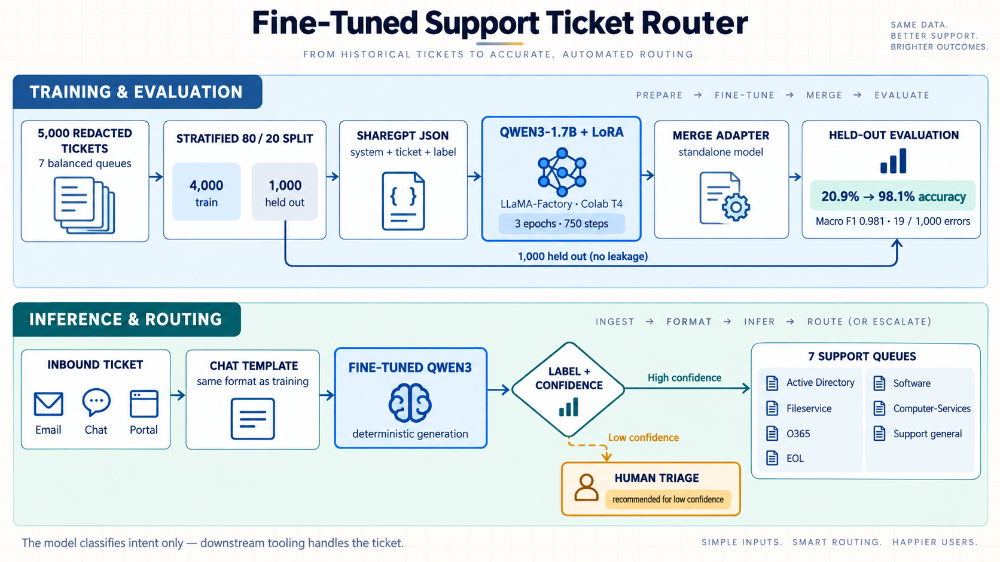 Fine-Tuned Support Ticket Router
FROM HISTORICAL TICKETS TO ACCURATE, AUTOMATED ROUTING
SAME DATA.
BETTER SUPPORT.
BRIGHTER OUTCOMES.
TRAINING & EVALUATION
PREPARE → FINE-TUNE → MERGE → EVALUATE
5,000 REDACTED
TICKETS
7 balanced queues
STRATIFIED 80 / 20 SPLIT
4,000
train
1,000
held out
SHAREGPT JSON
system + ticket + label
{ }
QWEN3-1.7B + LoRA
LLaMA-Factory • Colab T4
3 epochs • 750 steps
MERGE ADAPTER
standalone model
HELD-OUT EVALUATION
20.9% → 98.1% accuracy
Macro F1 0.981 • 19 / 1,000 errors
1,000 held out (no leakage)
INFERENCE & ROUTING
INGEST → FORMAT → INFER → ROUTE (OR ESCALATE)
INBOUND TICKET
Email
Chat
Portal
CHAT TEMPLATE
same format as training
FINE-TUNED QWEN3
deterministic generation
LABEL +
CONFIDENCE
High confidence
Low confidence
HUMAN TRIAGE
recommended for low confidence
7 SUPPORT QUEUES
Active Directory
Fileservice
O365
EOL
Software
Computer-Services
Support general
The model classifies intent only — downstream tooling handles the ticket.
SIMPLE INPUTS. SMART ROUTING. HAPPIER USERS.